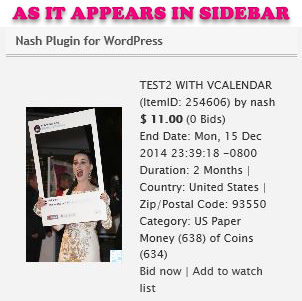 AS IT APPEARS IN SIDEBAR
Nash Plugin for WordPress
TEST2 WITH VCALENDAR
(ItemID: 254606) by nash
$ 11.00 (0 Bids)
End Date: Mon, 15 Dec
2014 23:39:18 -0800
Duration: 2 Months |
Country: United States |
Zip/Postal Code: 93550
Category: US Paper
Money (638) of Coins
(634)
Bid now | Add to watch
list